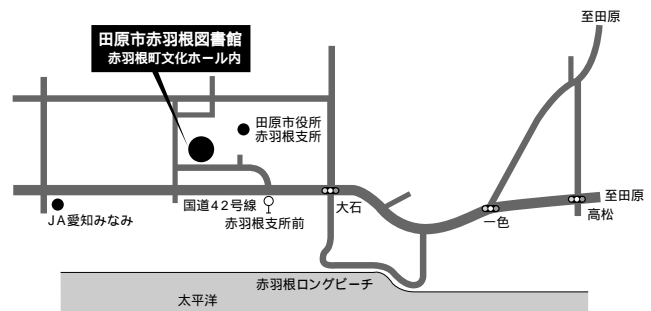 至田原
田原市赤羽根図書館
赤羽根町文化ホール内
田原市役所
赤羽根支所
至田原
国道42号線
大石
高松
JA愛知みなみ
赤羽根支所前
一色
赤羽根ロングビーチ
太平洋